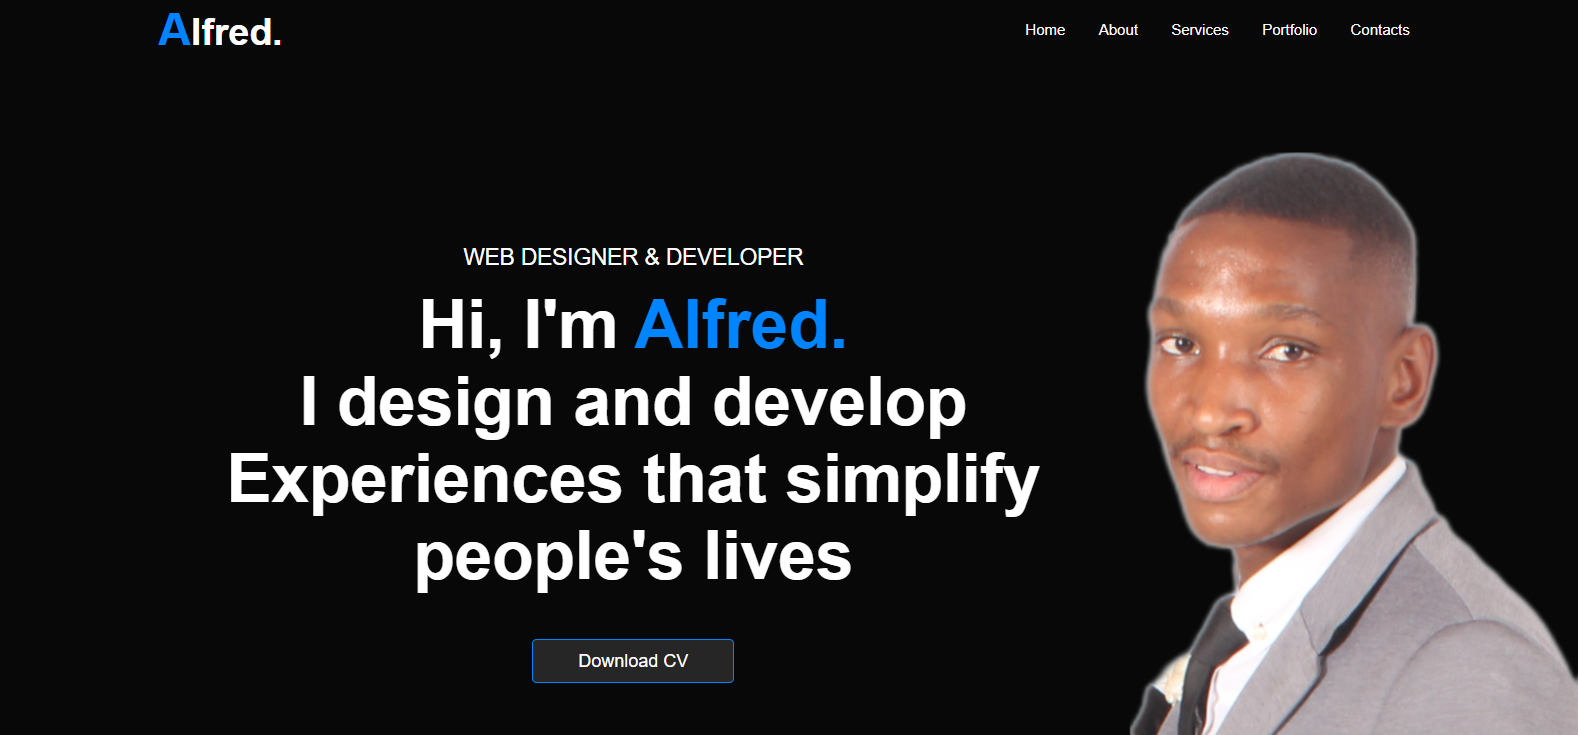 Alfred.
Home About Services Portfolio Contacts
WEB DESIGNER & DEVELOPER
Hi, I'm Alfred.
I design and develop
Experiences that simplify
people's lives
Download CV